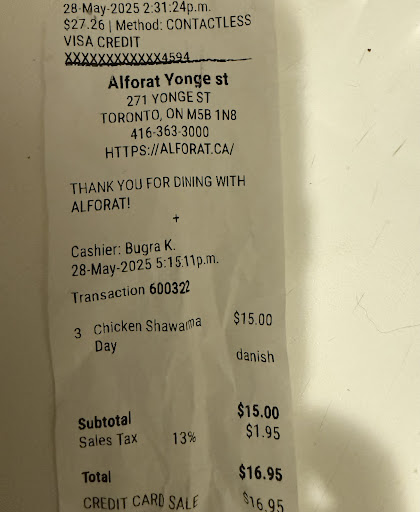 28-May-2025 2:31:24p.m.
$27.26 | Method: CONTACTLESS
VISA CREDIT
XXXXXXXXXXXX4594
Alforat Yonge st
271 YONGE ST
TORONTO, ON M5B 1N8
416-363-3000
HTTPS://ALFORAT.CA/
THANK YOU FOR DINING WITH
ALFORAT!
+
Cashier: Bugra K.
28-May-2025 5:15:11p.m.
Transaction 600322
3 Chicken Shawarma $15.00
Day
danish
Subtotal $15.00
Sales Tax 13% $1.95
Total $16.95
CREDIT CARD SALE $16.95